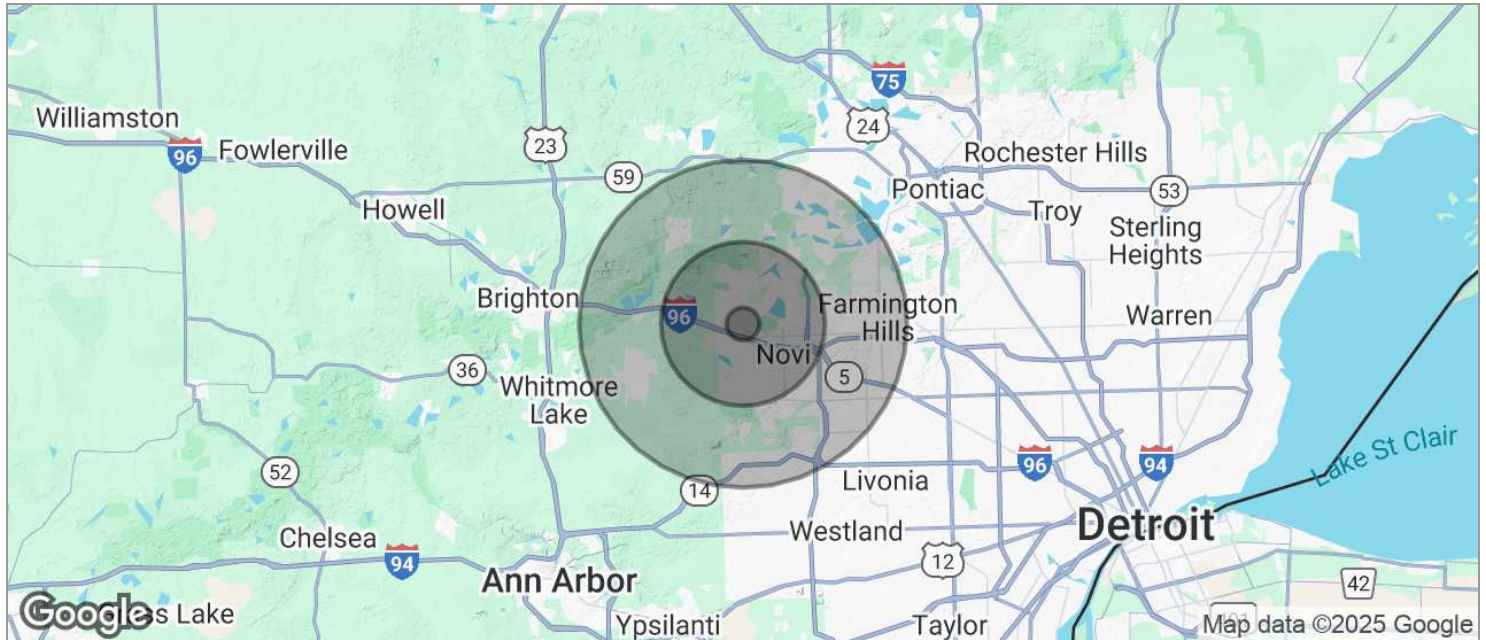 75
24
Williamston
96
Fowlerville
23
Rochester Hills
59
Pontiac
53
Howell
Troy
Sterling
Heights
Brighton
96
Farmington
Hills
Warren
Novi
36
5
Whitmore
Lake
52
14
96
94
Lake St Clair
Livonia
Detroit
Westland
Chelsea
94
12
Ann Arbor
42
Google
Lake
Ypsilanti
Taylor
Map data ©2025 Google